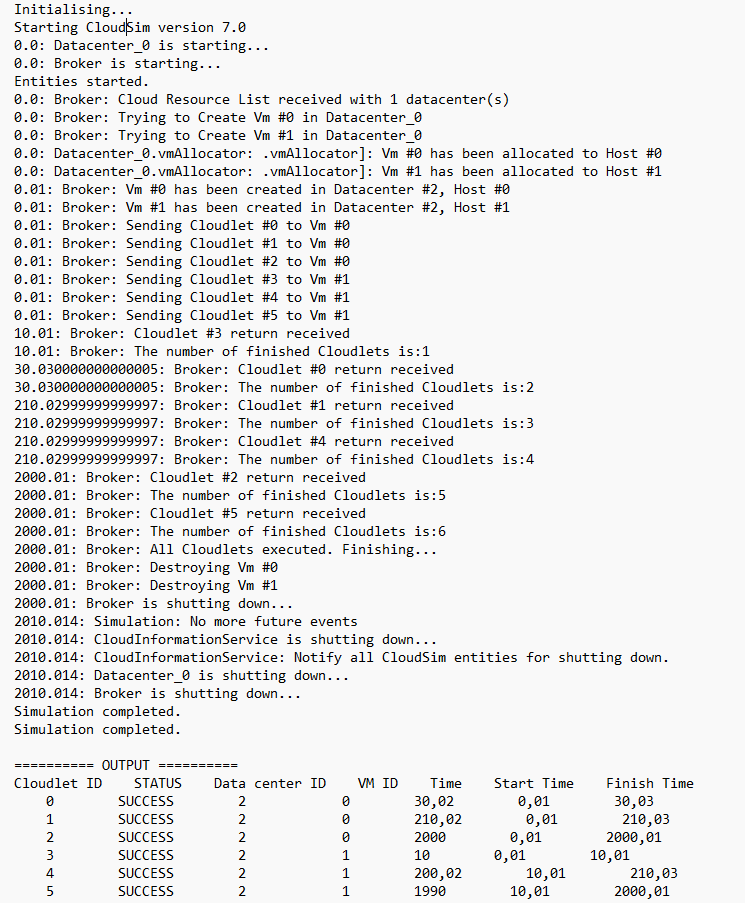 Initialising...
Starting CloudSim version 7.0
0.0: Datacenter_0 is starting...
0.0: Broker is starting...
Entities started.
0.0: Broker: Cloud Resource List received with 1 datacenter(s)
0.0: Broker: Trying to Create Vm #0 in Datacenter_0
0.0: Broker: Trying to Create Vm #1 in Datacenter_0
0.0: Datacenter_0.vmAllocator: .vmAllocator]: Vm #0 has been allocated to Host #0
0.0: Datacenter_0.vmAllocator: .vmAllocator]: Vm #1 has been allocated to Host #1
0.01: Broker: Vm #0 has been created in Datacenter #2, Host #0
0.01: Broker: Vm #1 has been created in Datacenter #2, Host #1
0.01: Broker: Sending Cloudlet #0 to Vm #0
0.01: Broker: Sending Cloudlet #1 to Vm #0
0.01: Broker: Sending Cloudlet #2 to Vm #0
0.01: Broker: Sending Cloudlet #3 to Vm #1
0.01: Broker: Sending Cloudlet #4 to Vm #1
0.01: Broker: Sending Cloudlet #5 to Vm #1
10.01: Broker: Cloudlet #3 return received
10.01: Broker: The number of finished Cloudlets is:1
30.030000000000005: Broker: Cloudlet #0 return received
30.030000000000005: Broker: The number of finished Cloudlets is:2
210.02999999999997: Broker: Cloudlet #1 return received
210.02999999999997: Broker: The number of finished Cloudlets is:3
210.02999999999997: Broker: Cloudlet #4 return received
210.02999999999997: Broker: The number of finished Cloudlets is:4
2000.01: Broker: Cloudlet #2 return received
2000.01: Broker: The number of finished Cloudlets is:5
2000.01: Broker: Cloudlet #5 return received
2000.01: Broker: The number of finished Cloudlets is:6
2000.01: Broker: All Cloudlets executed. Finishing...
2000.01: Broker: Destroying Vm #0
2000.01: Broker: Destroying Vm #1
2000.01: Broker is shutting down...
2010.014: Simulation: No more future events
2010.014: CloudInformationService is shutting down...
2010.014: CloudInformationService: Notify all CloudSim entities for shutting down.
2010.014: Datacenter_0 is shutting down...
2010.014: Broker is shutting down...
Simulation completed.
Simulation completed.

========== OUTPUT ==========
Cloudlet ID    STATUS    Data center ID    VM ID    Time    Start Time    Finish Time
0    SUCCESS    2    0    30,02    0,01    30,03
1    SUCCESS    2    0    210,02    0,01    210,03
2    SUCCESS    2    0    2000    0,01    2000,01
3    SUCCESS    2    1    10    0,01    10,01
4    SUCCESS    2    1    200,02    10,01    210,03
5    SUCCESS    2    1    1990    10,01    2000,01